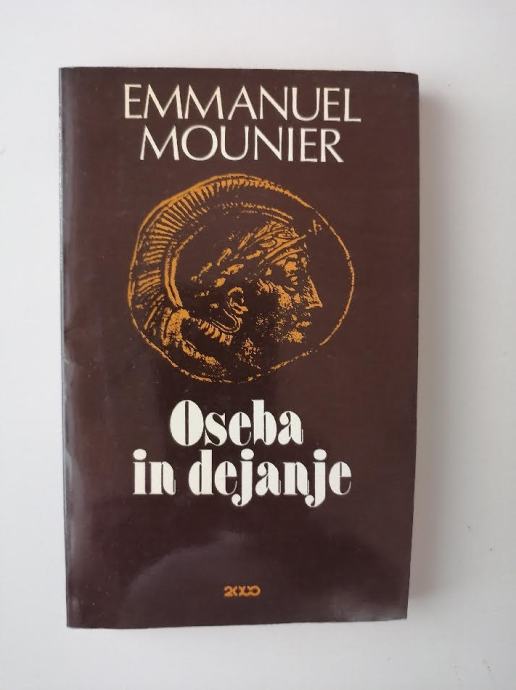 EMMANUEL
MOUNIER
Oseba
in dejanje
2000